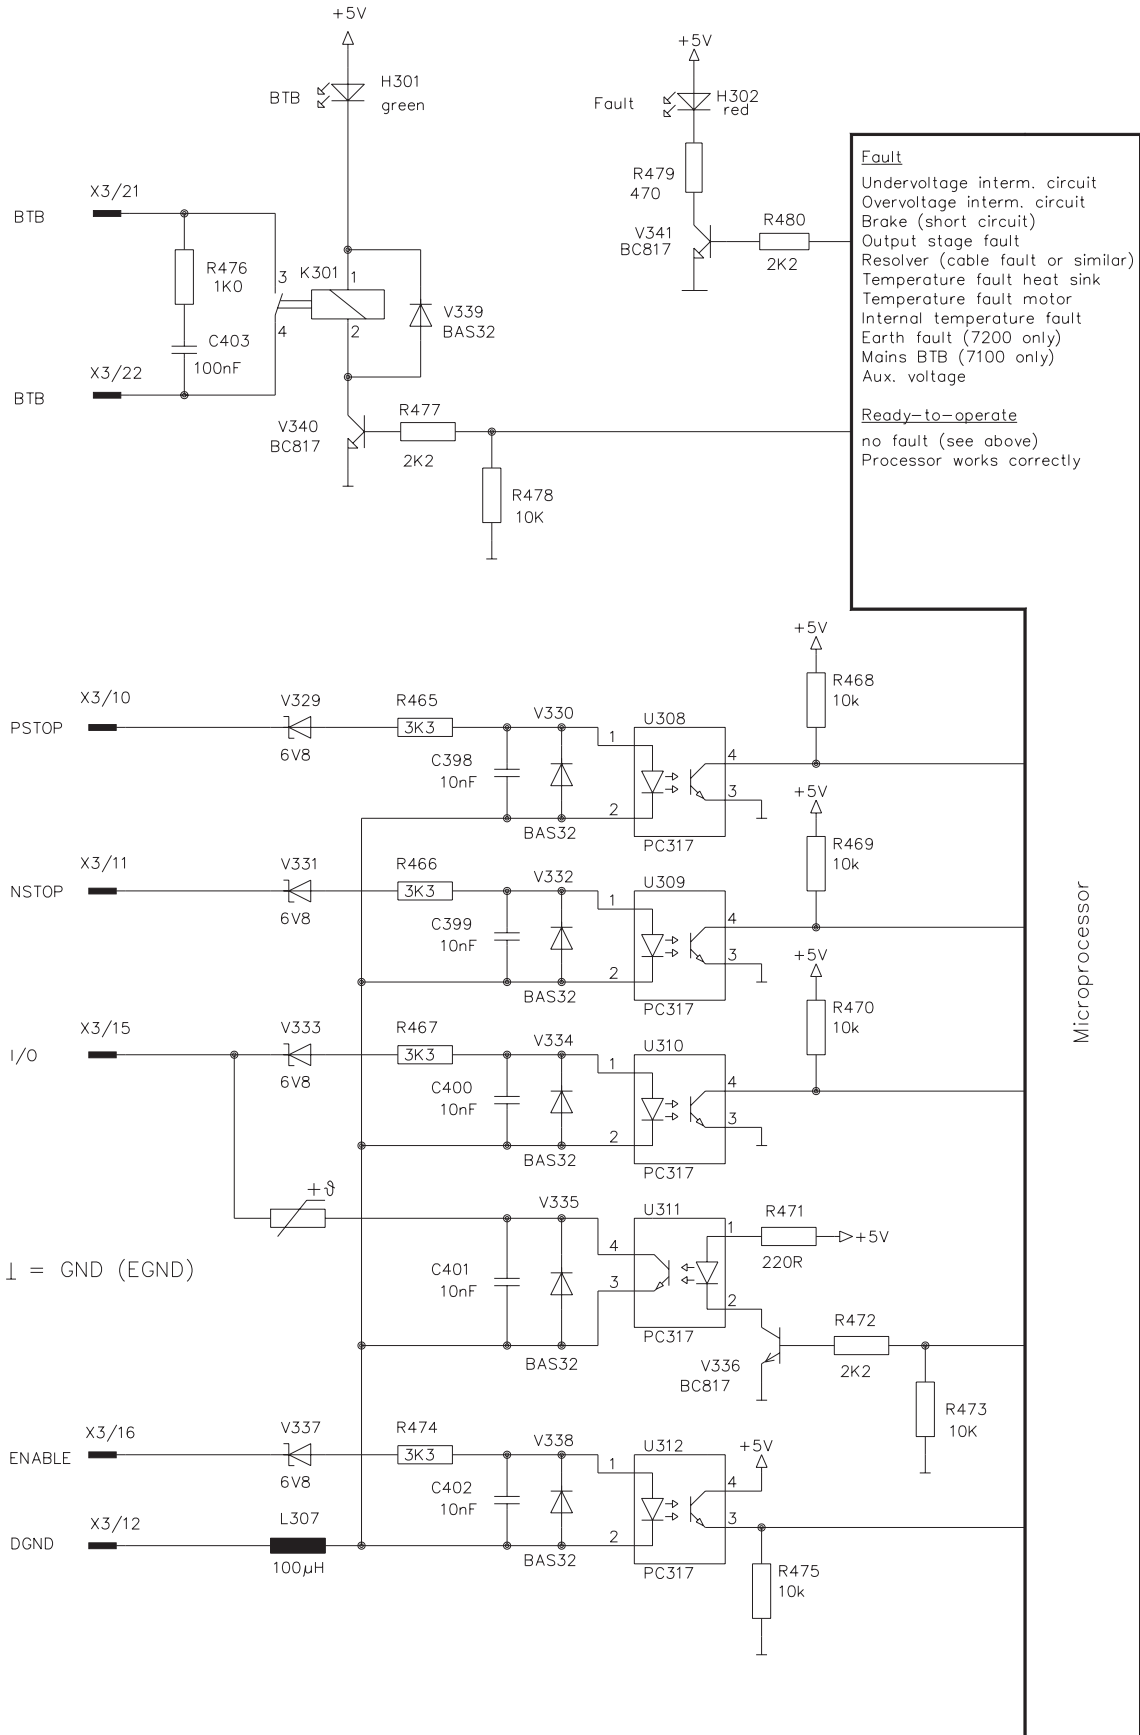 +5V
BTB
H301
green
+5V
Fault
H302
red
R479
470
V341
BC817
R480
2K2
Fault
Undervoltage interm. circuit
Overvoltage interm. circuit
Brake (short circuit)
Output stage fault
Resolver (cable fault or similar)
Temperature fault heat sink
Temperature fault motor
Internal temperature fault
Earth fault (7200 only)
Mains BTB (7100 only)
Aux. voltage
Ready-to-operate
no fault (see above)
Processor works correctly
X3/21
BTB
R476
1K0
C403
100nF
X3/22
BTB
3
4
K301
1
2
V339
BAS32
V340
BC817
R477
2K2
R478
10K
Microprocessor
PSTOP
X3/10
V329
6V8
R465
3K3
C398
10nF
V330
BAS32
U308
1
2
4
3
PC317
+5V
R468
10k
NSTOP
X3/11
V331
6V8
R466
3K3
C399
10nF
V332
BAS32
U309
1
2
4
3
PC317
+5V
R469
10k
I/O
X3/15
V333
6V8
R467
3K3
C400
10nF
V334
BAS32
U310
1
2
4
3
PC317
+5V
R470
10k
+ϑ
C401
10nF
V335
BAS32
U311
4
3
1
2
PC317
R471
220R
+5V
V336
BC817
R472
2K2
R473
10K
⊥ = GND (EGND)
ENABLE
X3/16
V337
6V8
R474
3K3
C402
10nF
V338
BAS32
U312
1
2
4
3
PC317
+5V
R475
10k
DGND
X3/12
L307
100µH